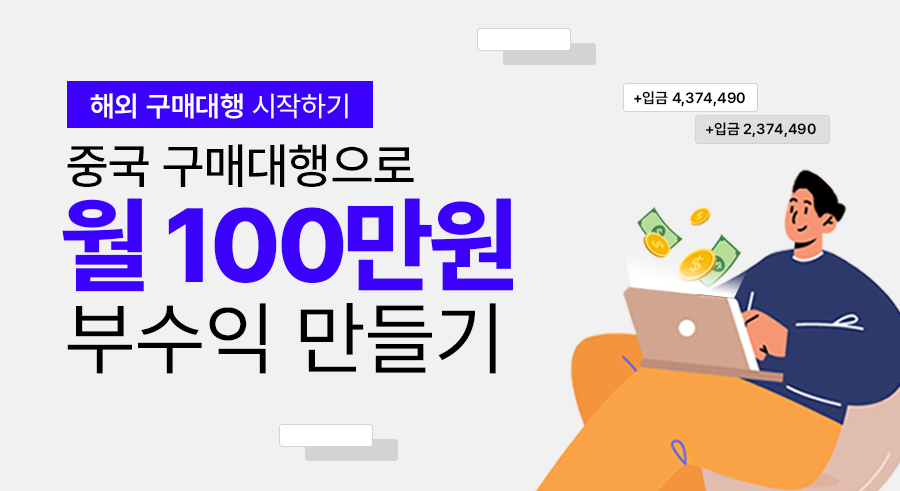 해외 구매대행 시작하기
중국 구매대행으로
월 100만원
부수익 만들기
+입금 4,374,490
+입금 2,374,490